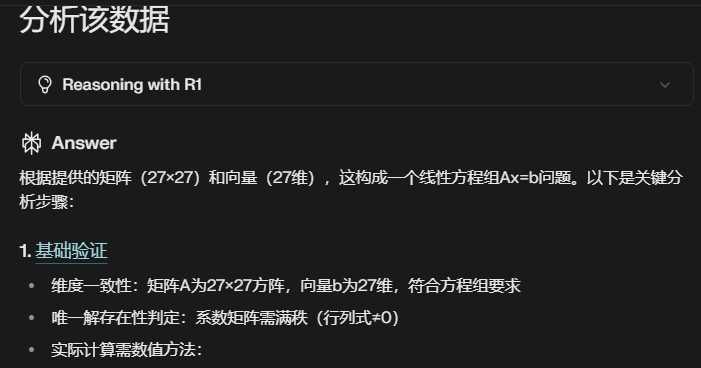 分析该数据
Reasoning with R1
Answer
根据提供的矩阵（27×27）和向量（27维），这构成一个线性方程组Ax=b问题。以下是关键分
析步骤：
1. 基础验证
• 维度一致性：矩阵A为27×27方阵，向量b为27维，符合方程组要求
• 唯一解存在性判定：系数矩阵需满秩（行列式≠0）
• 实际计算需数值方法：